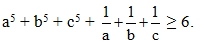 a⁵ + b⁵ + c⁵ + 1/a + 1/b + 1/c ≥ 6.